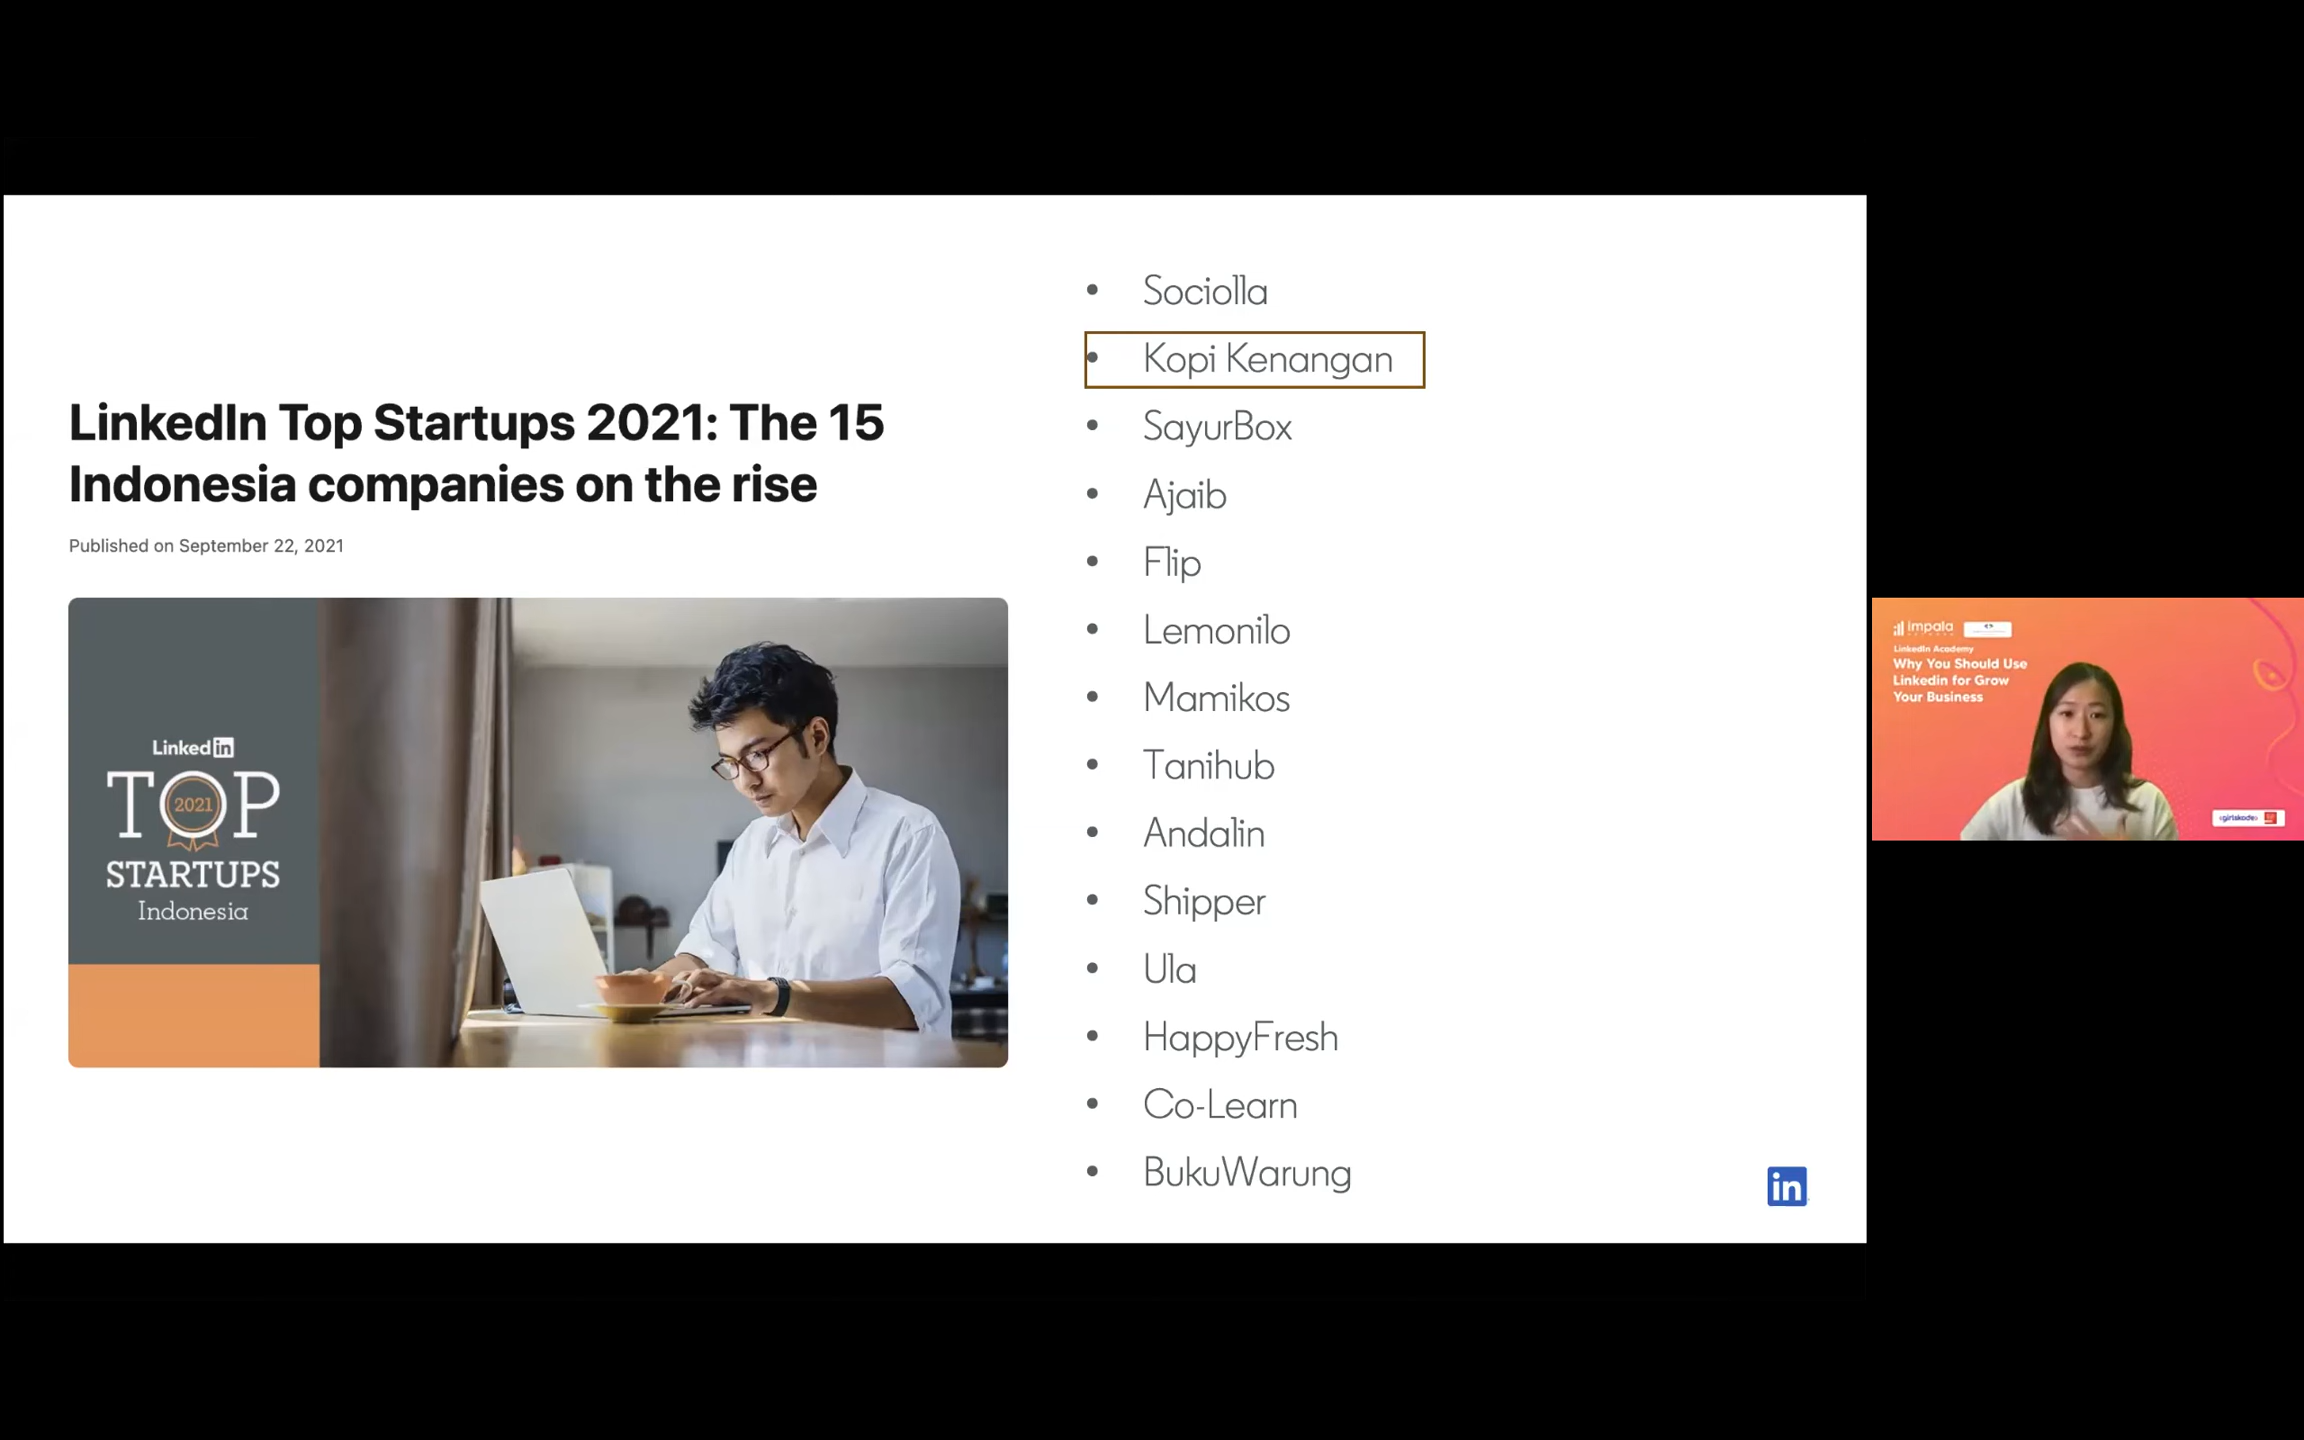 LinkedIn Top Startups 2021: The 15
Indonesia companies on the rise
Published on September 22, 2021
Linked in
TOP
2021
STARTUPS
Indonesia
Sociolla
Kopi Kenangan
SayurBox
Ajaib
Flip
Lemonilo
Mamikos
Tanihub
Andalin
Shipper
Ula
HappyFresh
Co-Learn
BukuWarung
in
impala
LinkedIn Academy
Why You Should Use
Linkedin for Grow
Your Business
girlskode